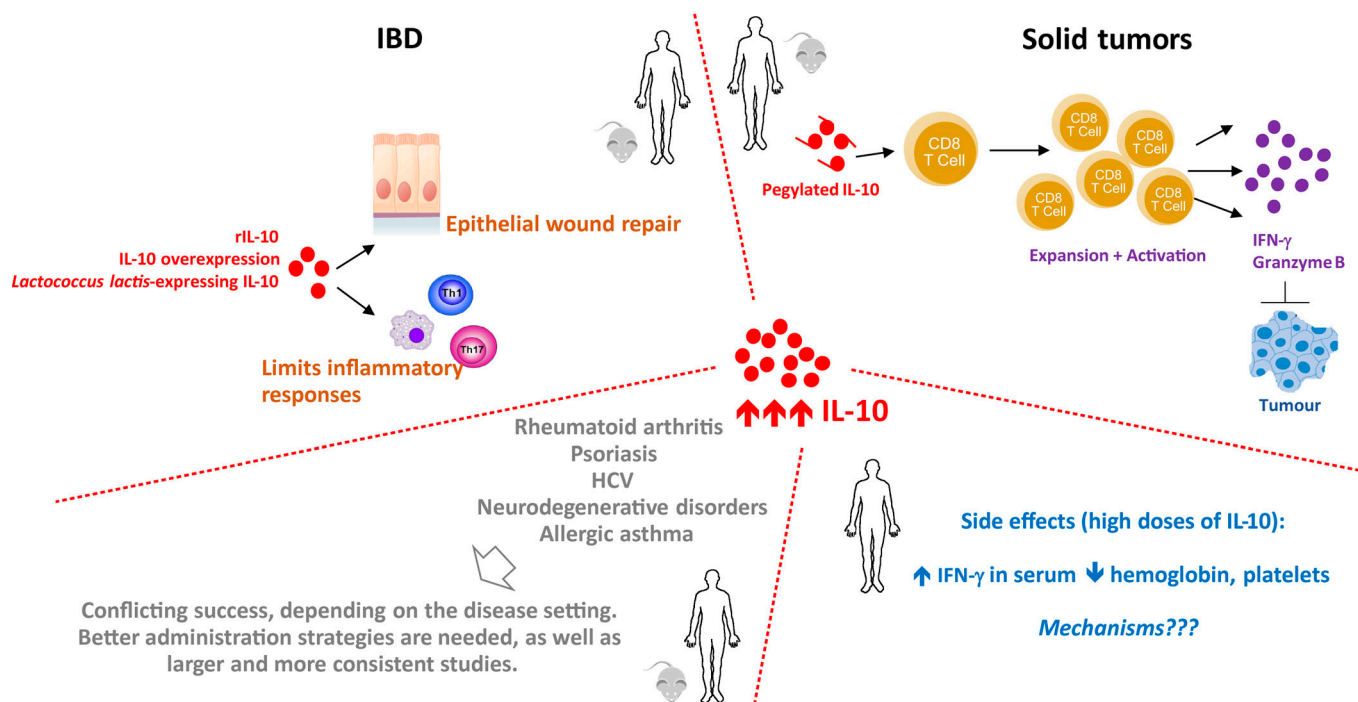 IBD
rIL-10
IL-10 overexpression
Lactococcus lactis-expressing IL-10
Epithelial wound repair
Th1
Th17
Limits inflammatory
responses
Solid tumors
Pegylated IL-10
CD8
T Cell
CD8
T Cell
CD8
T Cell
CD8
T Cell
CD8
T Cell
CD8
T Cell
Expansion + Activation
IFN-γ
Granzyme B
Tumour
IL-10
Rheumatoid arthritis
Psoriasis
HCV
Neurodegenerative disorders
Allergic asthma
Conflicting success, depending on the disease setting.
Better administration strategies are needed, as well as
larger and more consistent studies.
Side effects (high doses of IL-10):
IFN-γ in serum hemoglobin, platelets
Mechanisms???